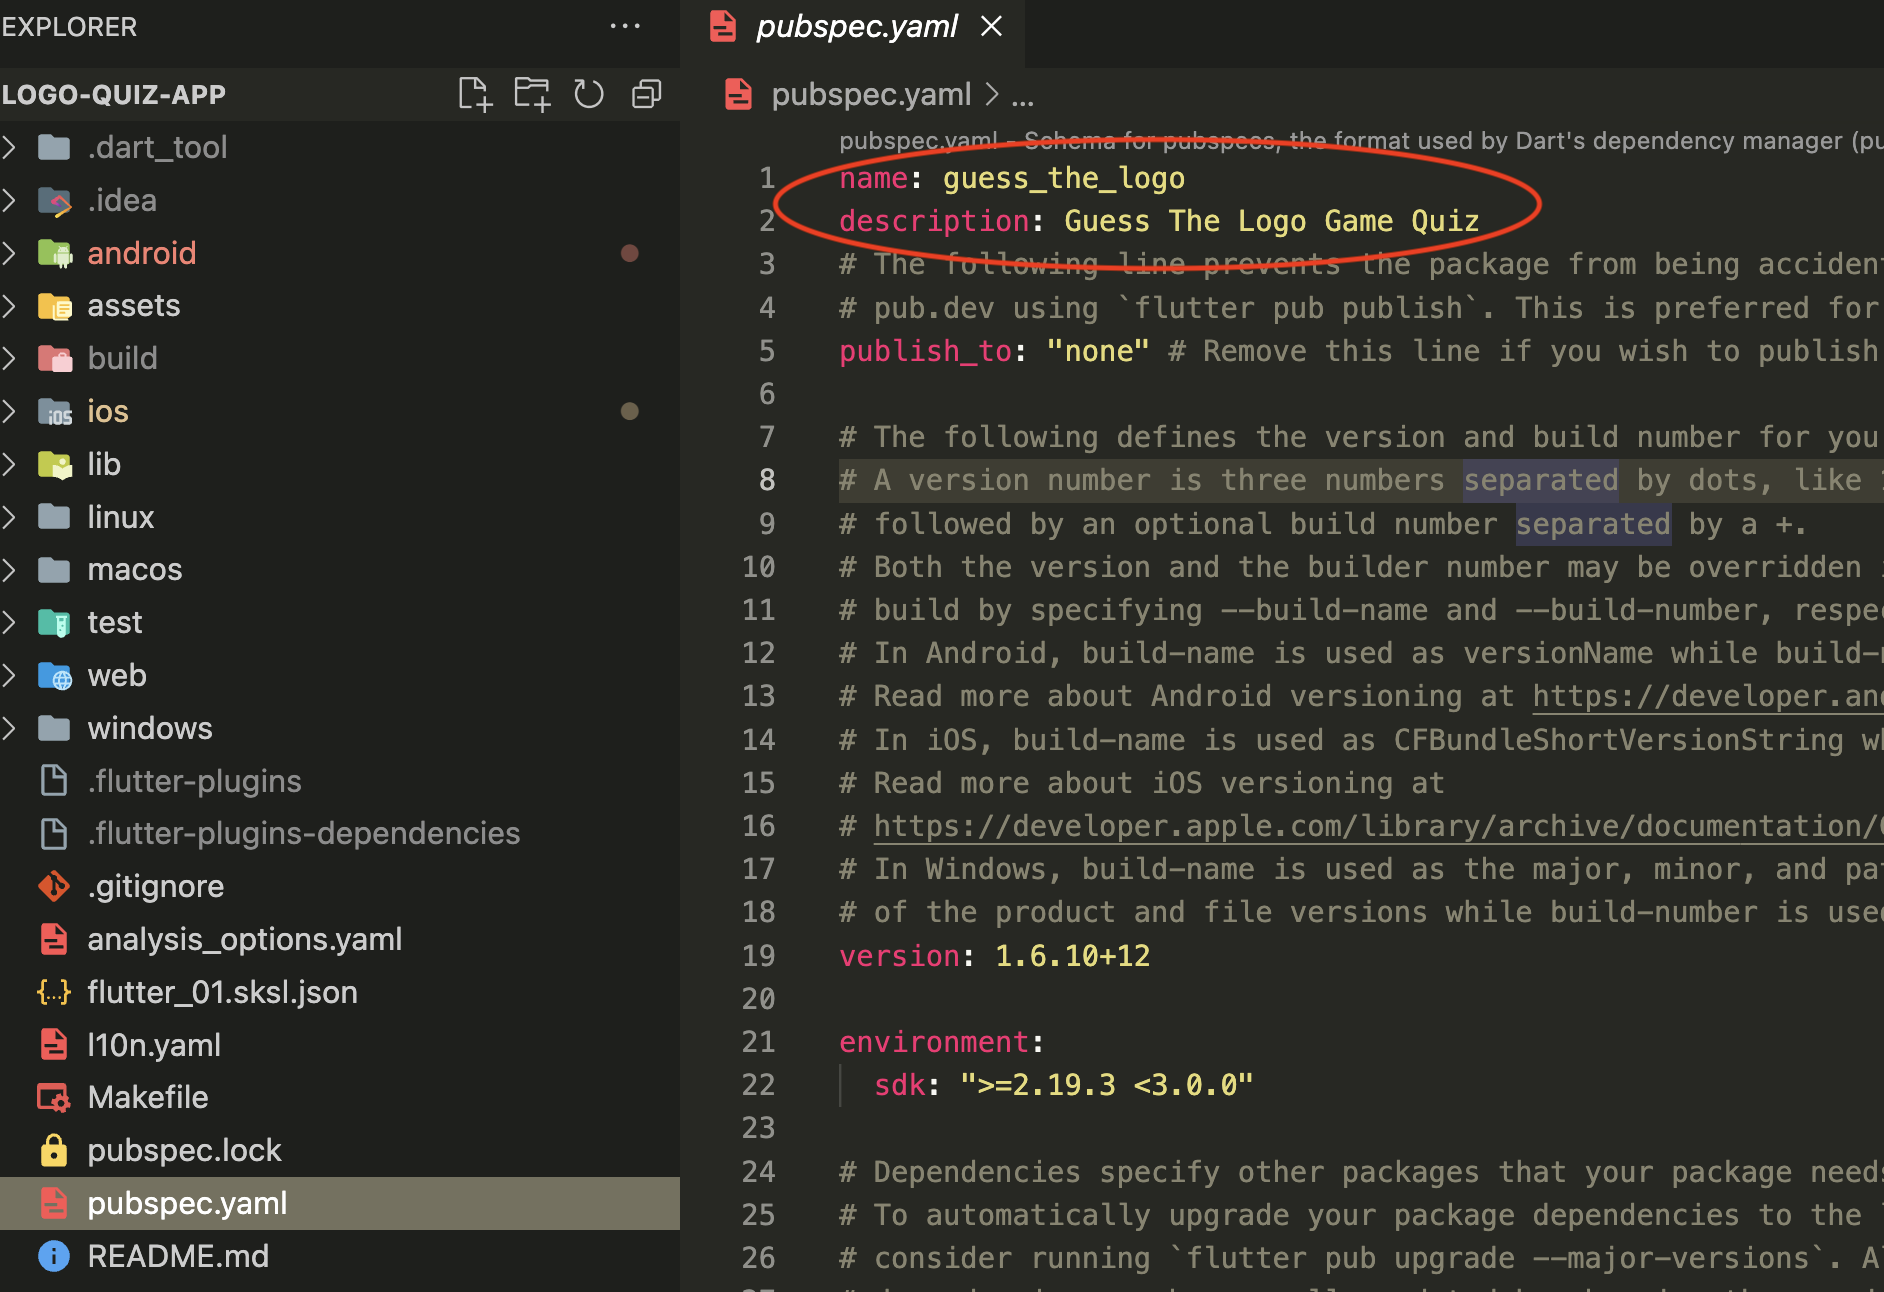 EXPLORER
LOGO-QUIZ-APP
.dart_tool
.idea
android
assets
build
ios
lib
linux
macos
test
web
windows
.flutter-plugins
.flutter-plugins-dependencies
.gitignore
analysis_options.yaml
flutter_01.sksl.json
l10n.yaml
Makefile
pubspec.lock
pubspec.yaml
README.md
pubspec.yaml
pubspec.yaml > ...
pubspec.yaml - Schema for pubspecs, the format used by Dart's dependency manager (pu
1 name: guess_the_logo
2 description: Guess The Logo Game Quiz
3 # The following line prevents the package from being acciden
4 # pub.dev using `flutter pub publish`. This is preferred for
5 publish_to: "none" # Remove this line if you wish to publish
6
7 # The following defines the version and build number for you
8 # A version number is three numbers separated by dots, like
9 # followed by an optional build number separated by a +.
10 # Both the version and the builder number may be overridden
11 # build by specifying --build-name and --build-number, respe
12 # In Android, build-name is used as versionName while build-
13 # Read more about Android versioning at https://developer.an
14 # In iOS, build-name is used as CFBundleShortVersionString w
15 # Read more about iOS versioning at
16 # https://developer.apple.com/library/archive/documentation/
17 # In Windows, build-name is used as the major, minor, and pa
18 # of the product and file versions while build-number is use
19 version: 1.6.10+12
20
21 environment:
22 sdk: ">=2.19.3 <3.0.0"
23
24 # Dependencies specify other packages that your package need
25 # To automatically upgrade your package dependencies to the
26 # consider running `flutter pub upgrade --major-versions`. A